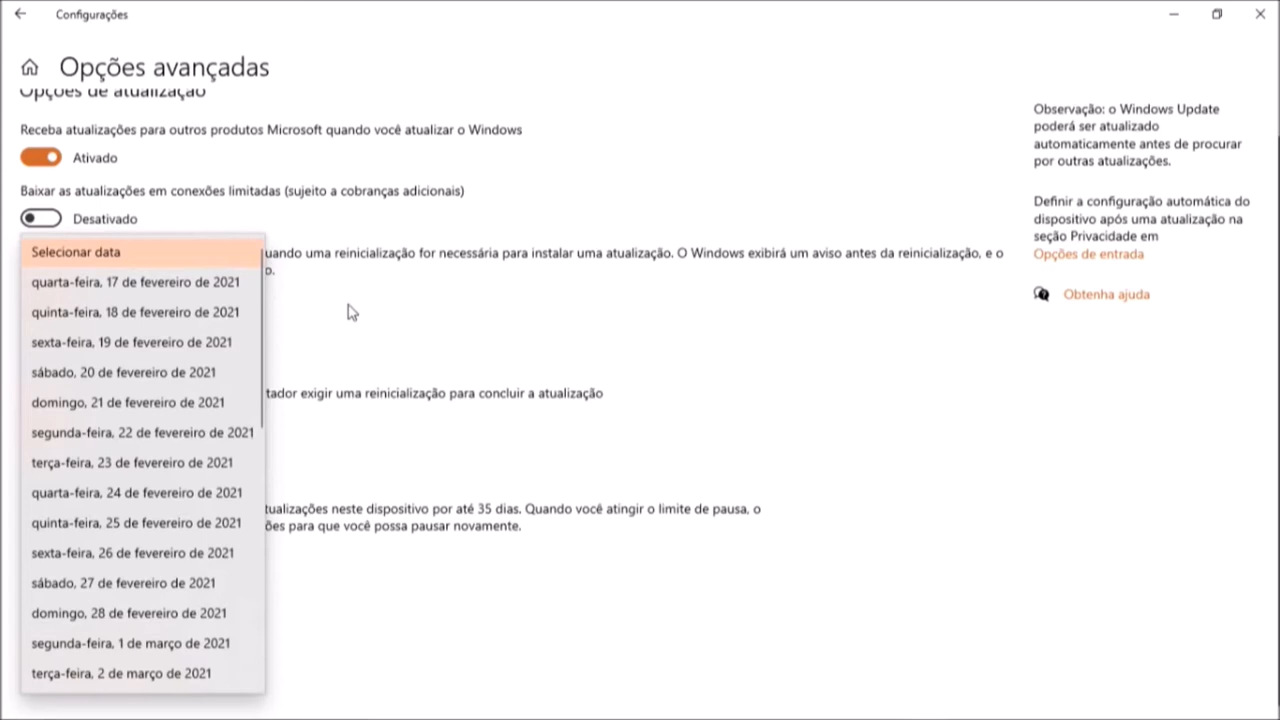 Configurações
Opções avançadas
Opções de atualização
Receba atualizações para outros produtos Microsoft quando você atualizar o Windows
Ativado
Baixar as atualizações em conexões limitadas (sujeito a cobranças adicionais)
Desativado
Selecionar data
quarta-feira, 17 de fevereiro de 2021
quinta-feira, 18 de fevereiro de 2021
sexta-feira, 19 de fevereiro de 2021
sábado, 20 de fevereiro de 2021
domingo, 21 de fevereiro de 2021
segunda-feira, 22 de fevereiro de 2021
terça-feira, 23 de fevereiro de 2021
quarta-feira, 24 de fevereiro de 2021
quinta-feira, 25 de fevereiro de 2021
sexta-feira, 26 de fevereiro de 2021
sábado, 27 de fevereiro de 2021
domingo, 28 de fevereiro de 2021
segunda-feira, 1 de março de 2021
terça-feira, 2 de março de 2021
uando uma reinicialização for necessária para instalar uma atualização. O Windows exibirá um aviso antes da reinicialização, e o
o.
tador exigir uma reinicialização para concluir a atualização
tualizações neste dispositivo por até 35 dias. Quando você atingir o limite de pausa, o
ões para que você possa pausar novamente.
Observação: o Windows Update
poderá ser atualizado
automaticamente antes de procurar
por outras atualizações.
Definir a configuração automática do
dispositivo após uma atualização na
seção Privacidade em
Opções de entrada
Obtenha ajuda